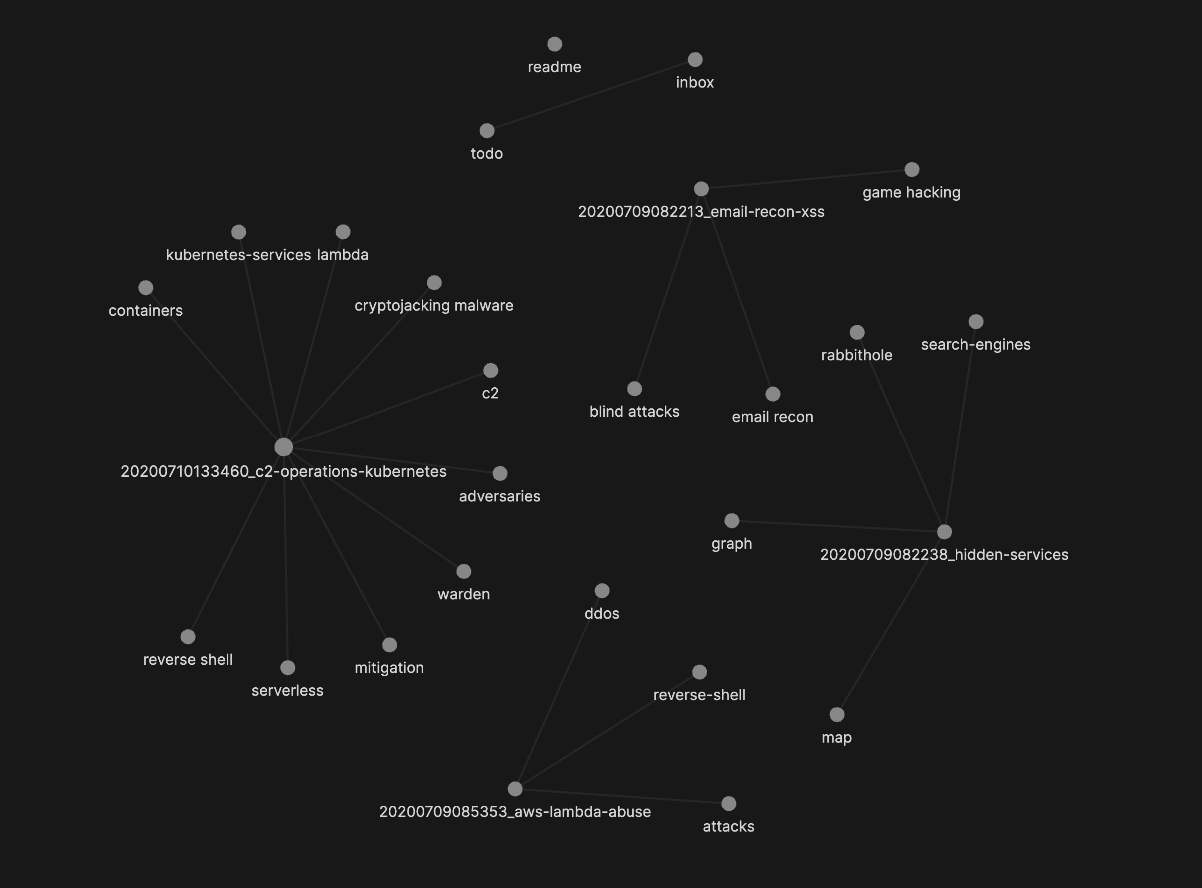 readme
inbox
todo
game hacking
20200709082213_email-recon-xss
kubernetes-services
lambda
containers
cryptojacking malware
search-engines
rabbithole
c2
blind attacks
email recon
20200710133460_c2-operations-kubernetes
adversaries
graph
20200709082238_hidden-services
warden
ddos
reverse shell
mitigation
serverless
reverse-shell
map
20200709085353_aws-lambda-abuse
attacks